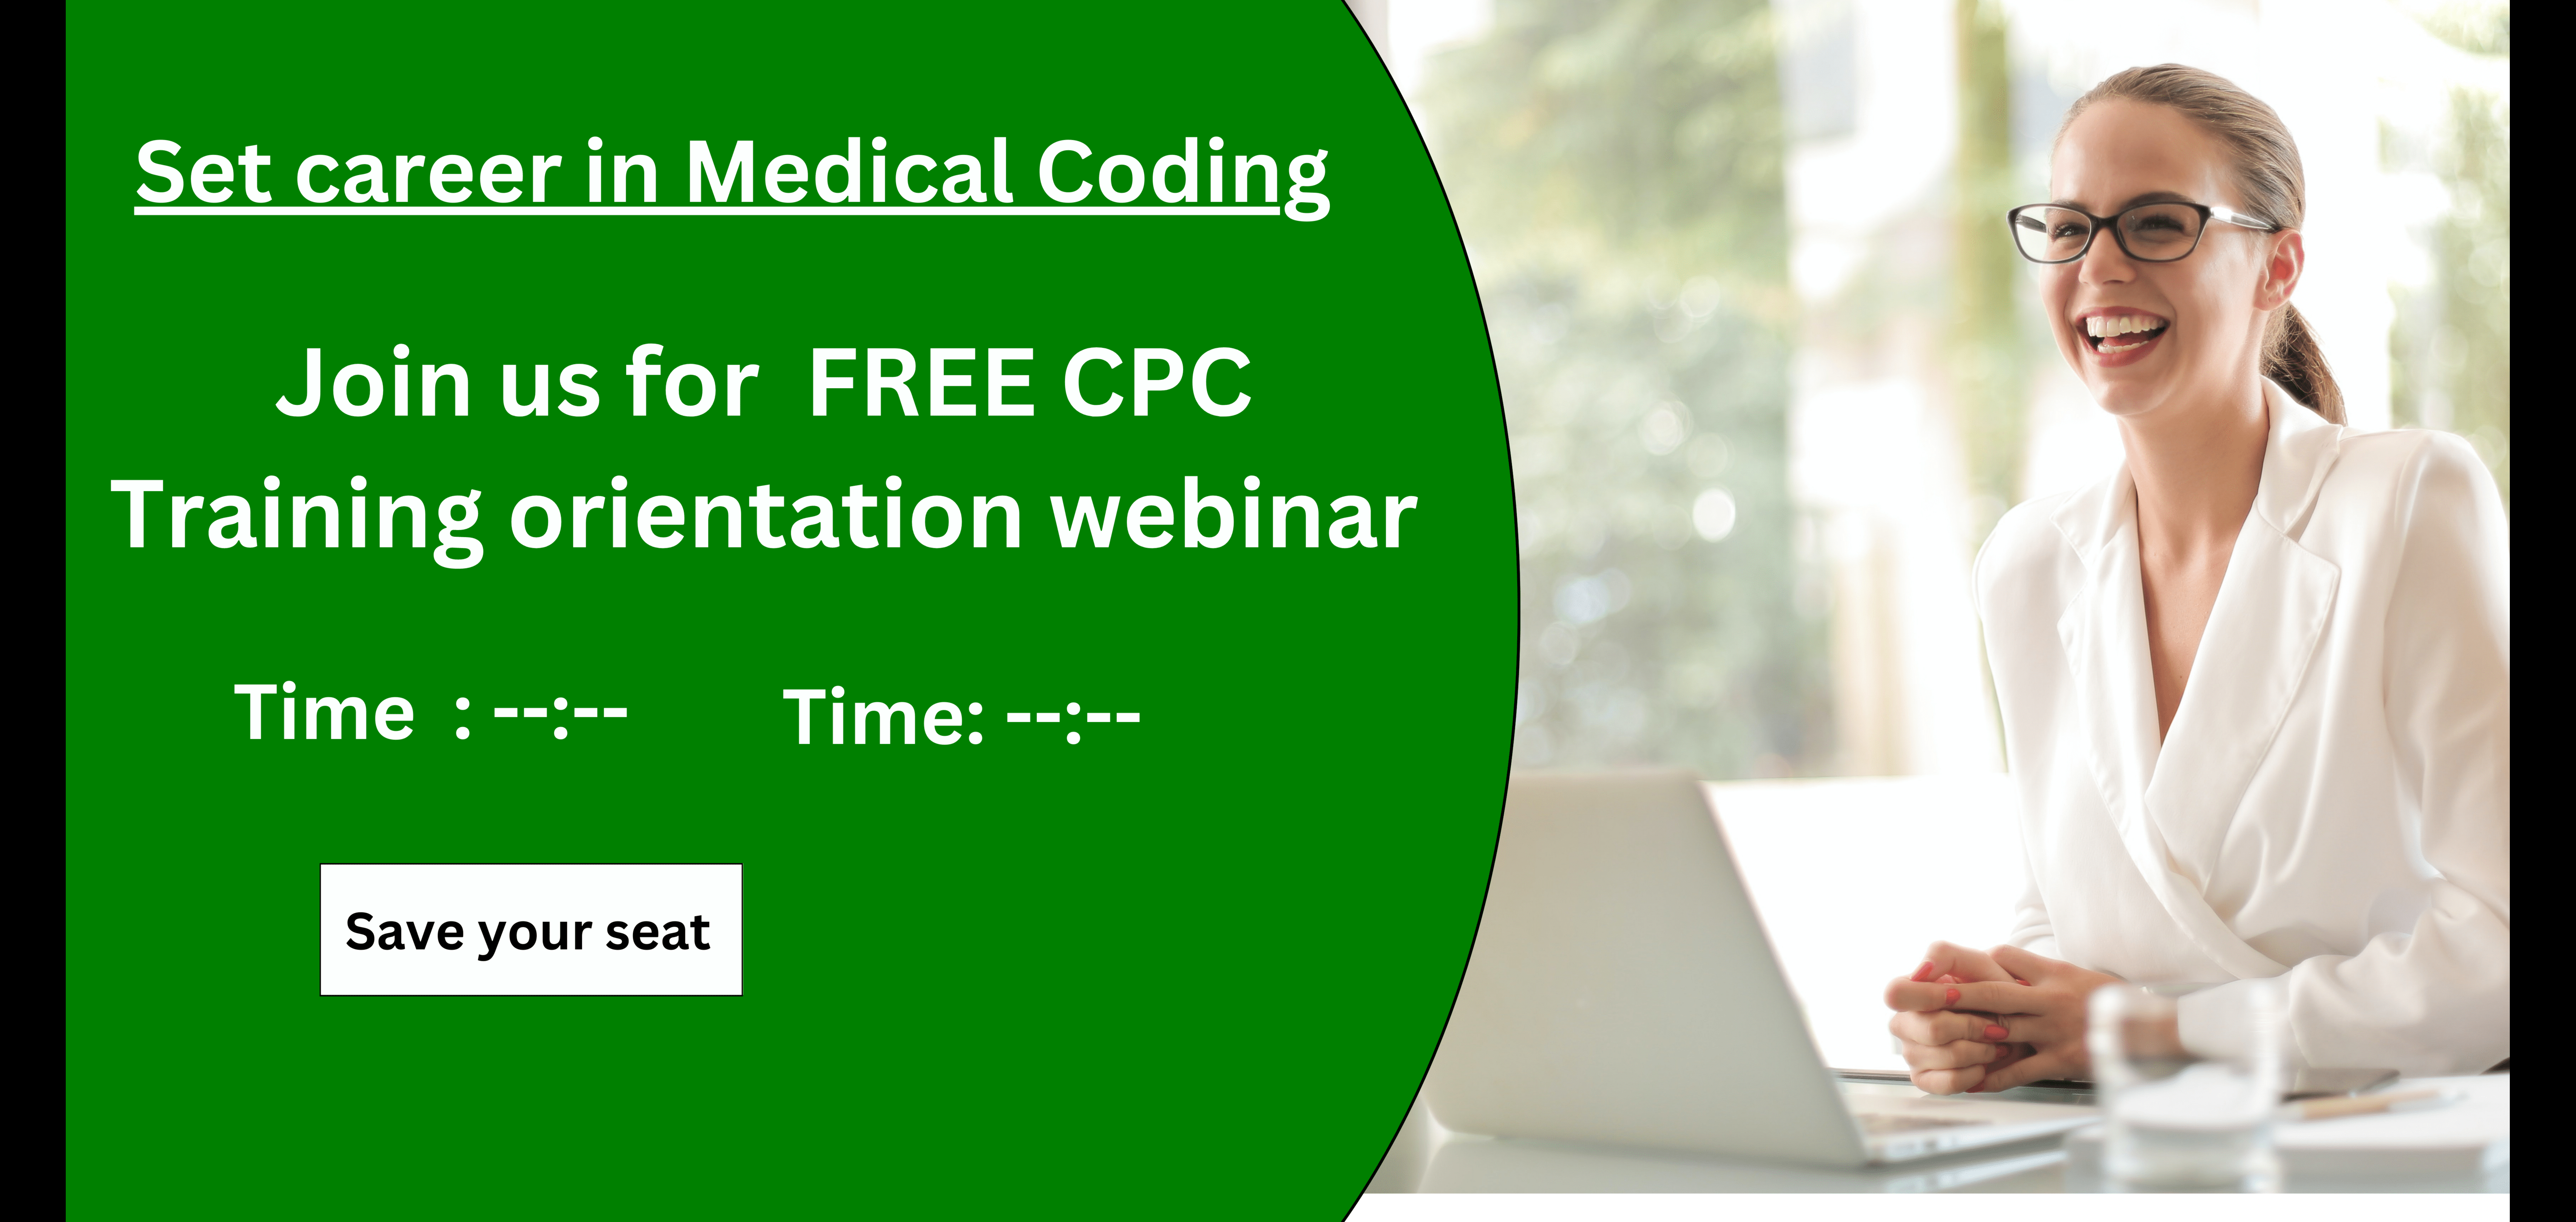 Set career in Medical Coding
Join us for  FREE CPC
Training orientation webinar
Time  : --:--
Time: --:--
Save your seat